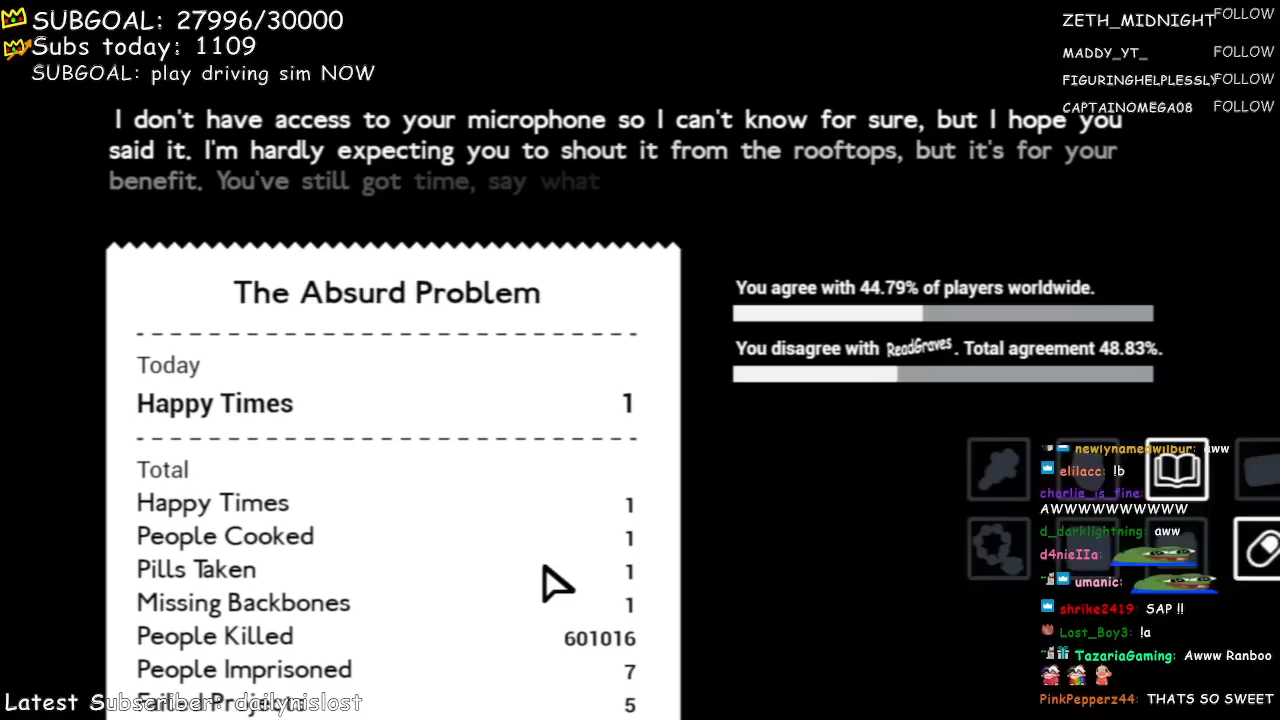 SUBGOAL: 27996/30000
Subs today: 1109
SUBGOAL: play driving sim NOW
ZETH_MIDNIGHT FOLLOW
MADDY_YT_ FOLLOW
FIGURINGHELPLESSLY FOLLOW
CAPTAINOMEGA08 FOLLOW
I don't have access to your microphone so I can't know for sure, but I hope you
said it. I'm hardly expecting you to shout it from the rooftops, but it's for your
benefit. You've still got time, say what
The Absurd Problem
Today
Happy Times 1
Total
Happy Times 1
People Cooked 1
Pills Taken 1
Missing Backbones 1
People Killed 601016
People Imprisoned 7
Failed Projects 5
You agree with 44.79% of players worldwide.
You disagree with ReadGraves. Total agreement 48.83%.
newlynamedwilbur: aww
elilacc: !b
charlie_is_fine:
AWWWWWWWWWW
d_darklightning: aww
d4nieIIa:
umanic:
shrike2419: SAP !!
Lost_Boy3: !a
TazariaGaming: Awww Ranboo
PinkPepperz44: THATS SO SWEET
Latest Subscriber: dailynislost